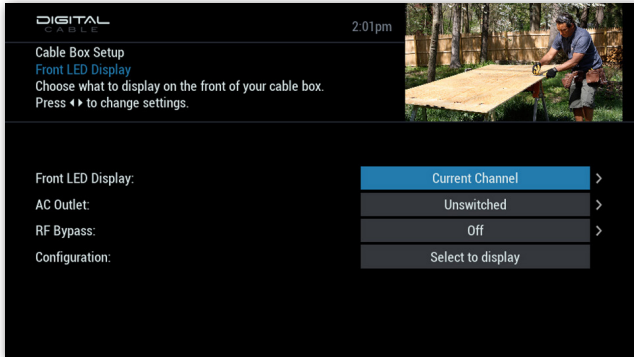 DIGITAL
CABLE
2:01pm
Cable Box Setup
Front LED Display
Choose what to display on the front of your cable box.
Press ◂ ▸ to change settings.
Front LED Display: Current Channel >
AC Outlet: Unswitched >
RF Bypass: Off >
Configuration: Select to display